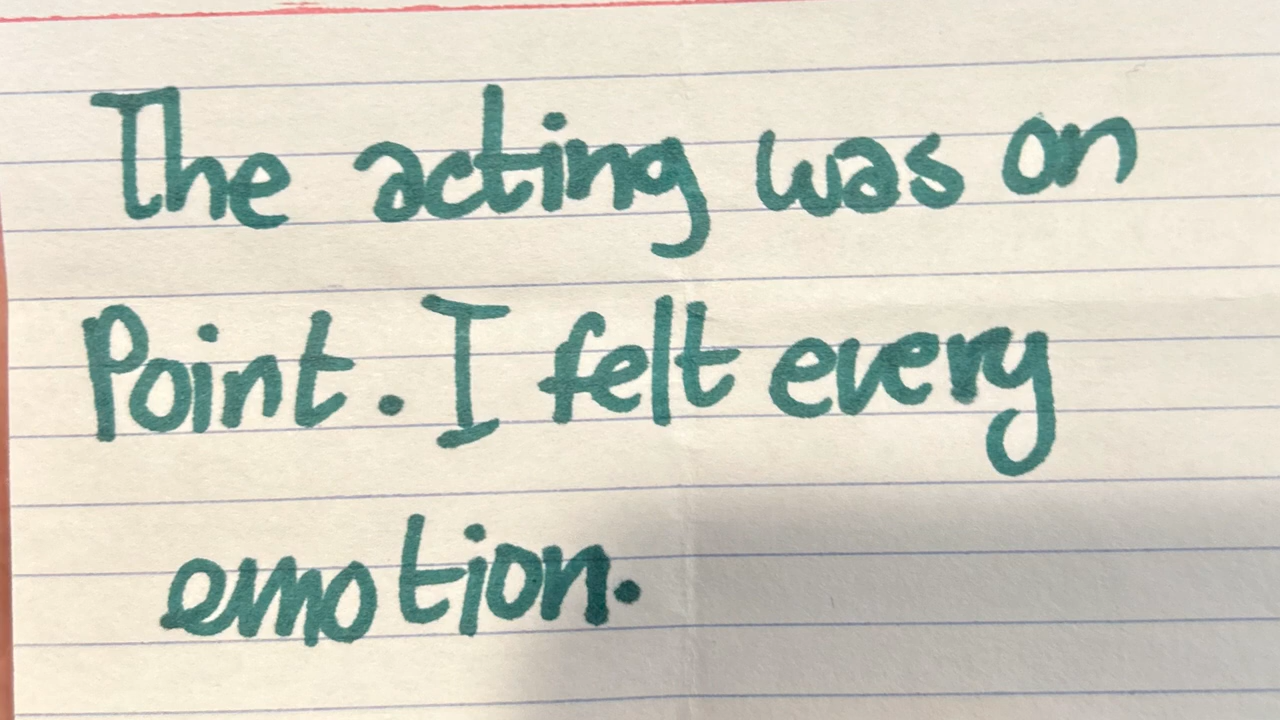 The acting was on
Point. I felt every
emotion.